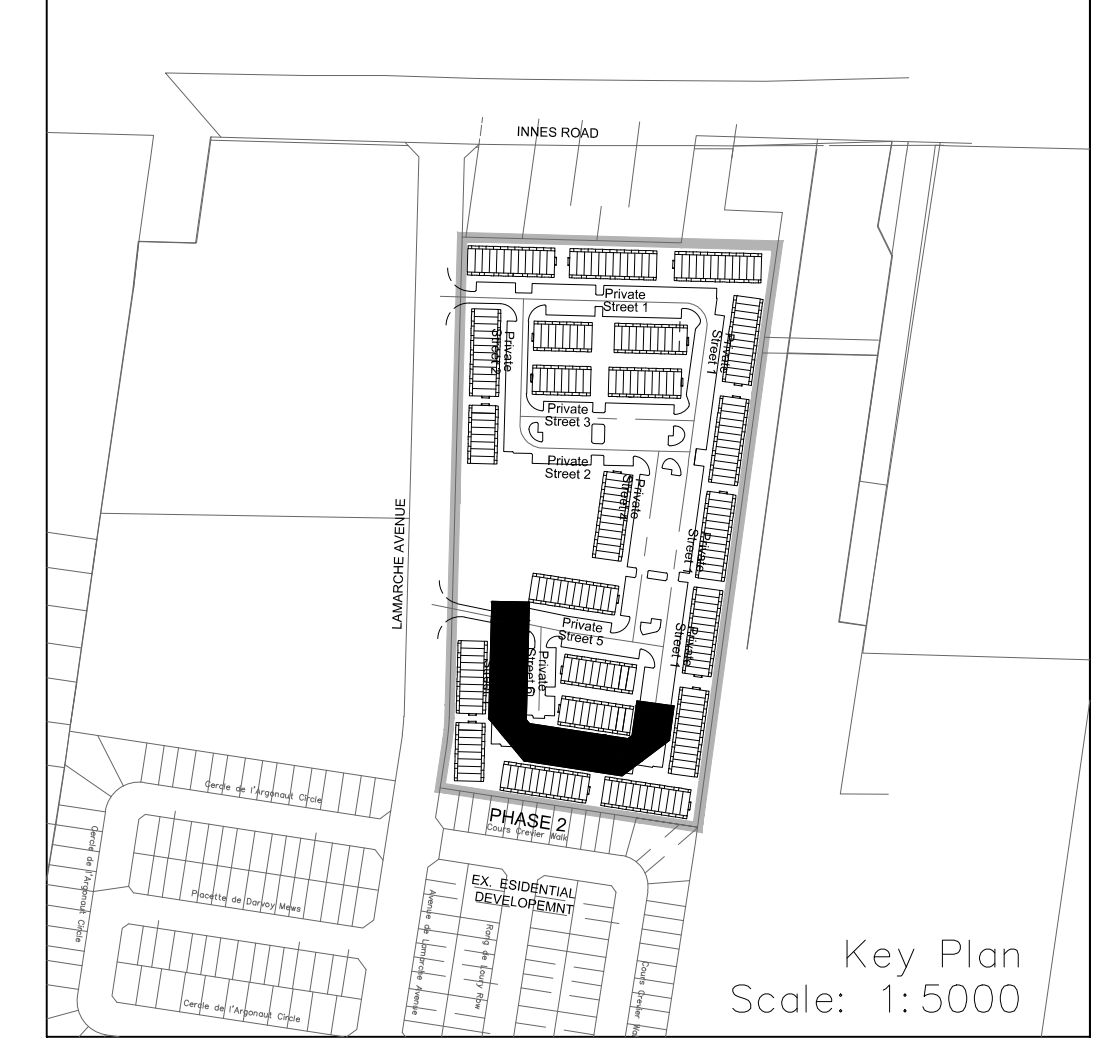 INNES ROAD
Private
Street 1
Private
Street 2
Private
Street 1
Private
Street 3
Private
Street 2
Private
Street 4
LAMARCHE AVENUE
Private
Street 1
Private
Street 5
Private
Street 1
Private
Street 6
Cercle de l'Argonaut Circle
PHASE 2
Cours Crevier Walk
Cercle de l'Argonaut Circle
EX. ESIDENTIAL
DEVELOPEMNT
Placette de Darvoy Mews
Avenue de Lamarche Avenue
Rang de Loury Row
Cours Crevier Wa
Cercle de l'Argonaut Circle
Key Plan
Scale: 1:5000